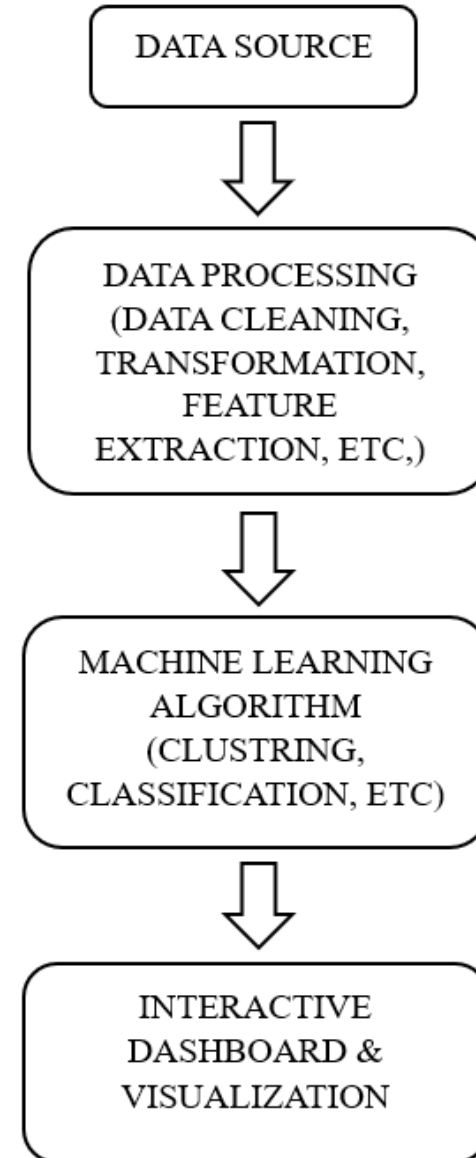 DATA SOURCE
DATA PROCESSING
(DATA CLEANING,
TRANSFORMATION,
FEATURE
EXTRACTION, ETC,)
MACHINE LEARNING
ALGORITHM
(CLUSTRING,
CLASSIFICATION, ETC)
INTERACTIVE
DASHBOARD &
VISUALIZATION